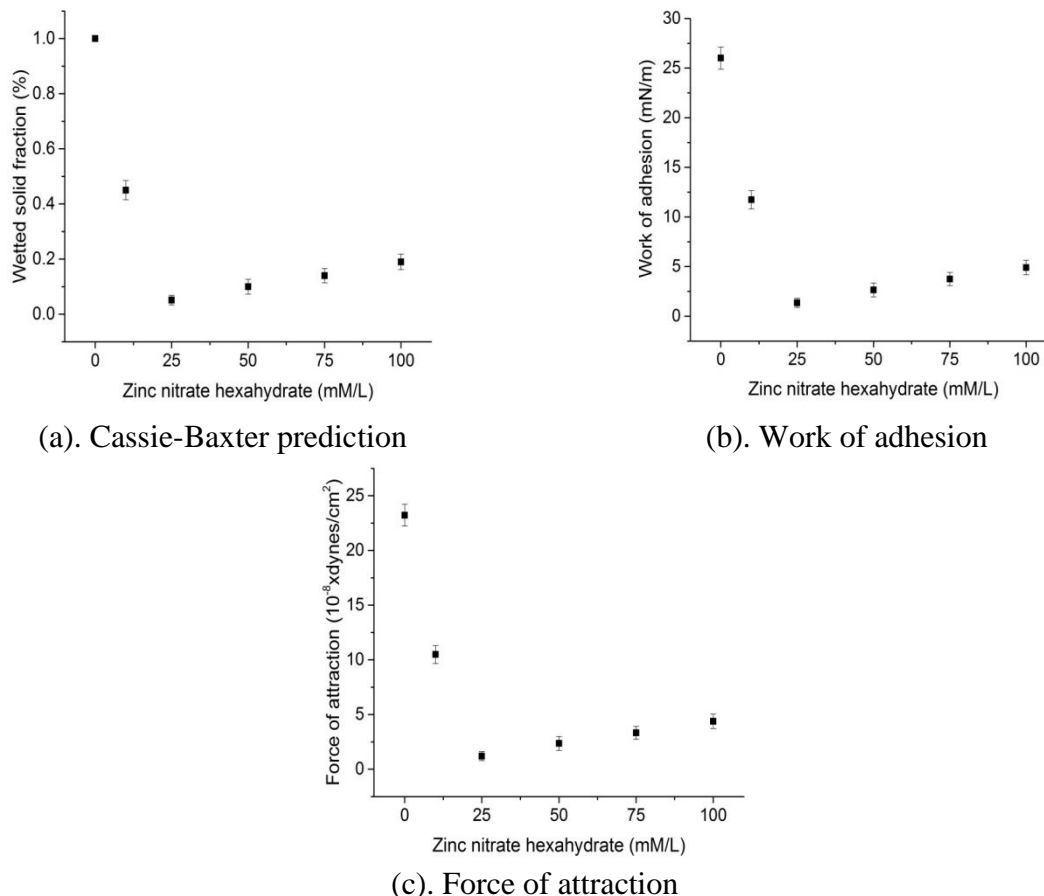 Wetted solid fraction (%)
1.0
0.8
0.6
0.4
0.2
0.0
0 25 50 75 100
Zinc nitrate hexahydrate (mM/L)
(a). Cassie-Baxter prediction
Work of adhesion (mN/m)
30
25
20
15
10
5
0
0 25 50 75 100
Zinc nitrate hexahydrate (mM/L)
(b). Work of adhesion
Force of attraction (10⁻⁸xdynes/cm²)
25
20
15
10
5
0
0 25 50 75 100
Zinc nitrate hexahydrate (mM/L)
(c). Force of attraction